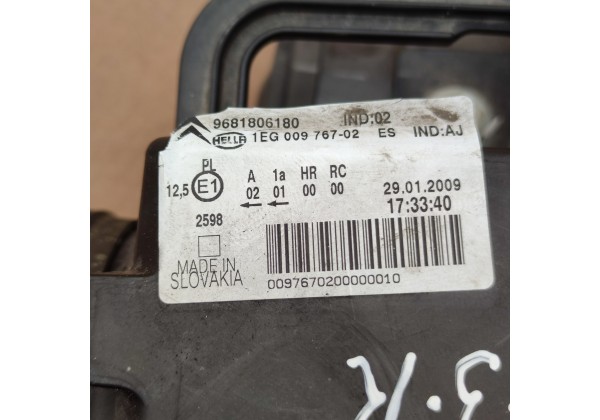 9681806180 IND:02
HELLA 1EG 009 767-02 ES IND:AJ
PL A 1a HR RC
12,5 E1 02 01 00 00 29.01.2009
2598 17:33:40
MADE IN
SLOVAKIA
0097670200000010